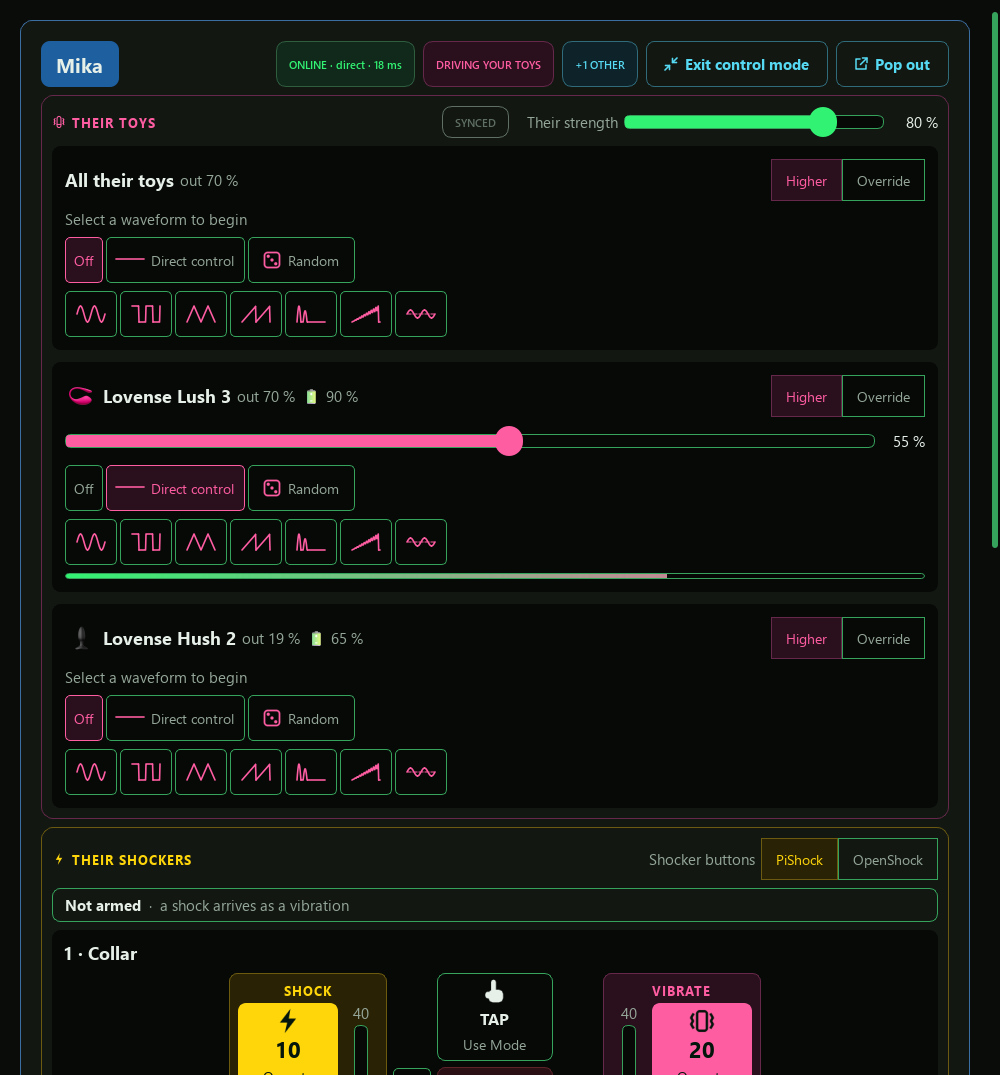 Mika
ONLINE · direct · 18 ms
DRIVING YOUR TOYS
+1 OTHER
Exit control mode
Pop out
THEIR TOYS
SYNCED
Their strength
80 %
All their toys out 70 %
Higher
Override
Select a waveform to begin
Off
Direct control
Random
Lovense Lush 3 out 70 % 90 %
Higher
Override
55 %
Off
Direct control
Random
Lovense Hush 2 out 19 % 65 %
Higher
Override
Select a waveform to begin
Off
Direct control
Random
THEIR SHOCKERS
Shocker buttons
PiShock
OpenShock
Not armed · a shock arrives as a vibration
1 · Collar
SHOCK
10
40
TAP
Use Mode
VIBRATE
40
20